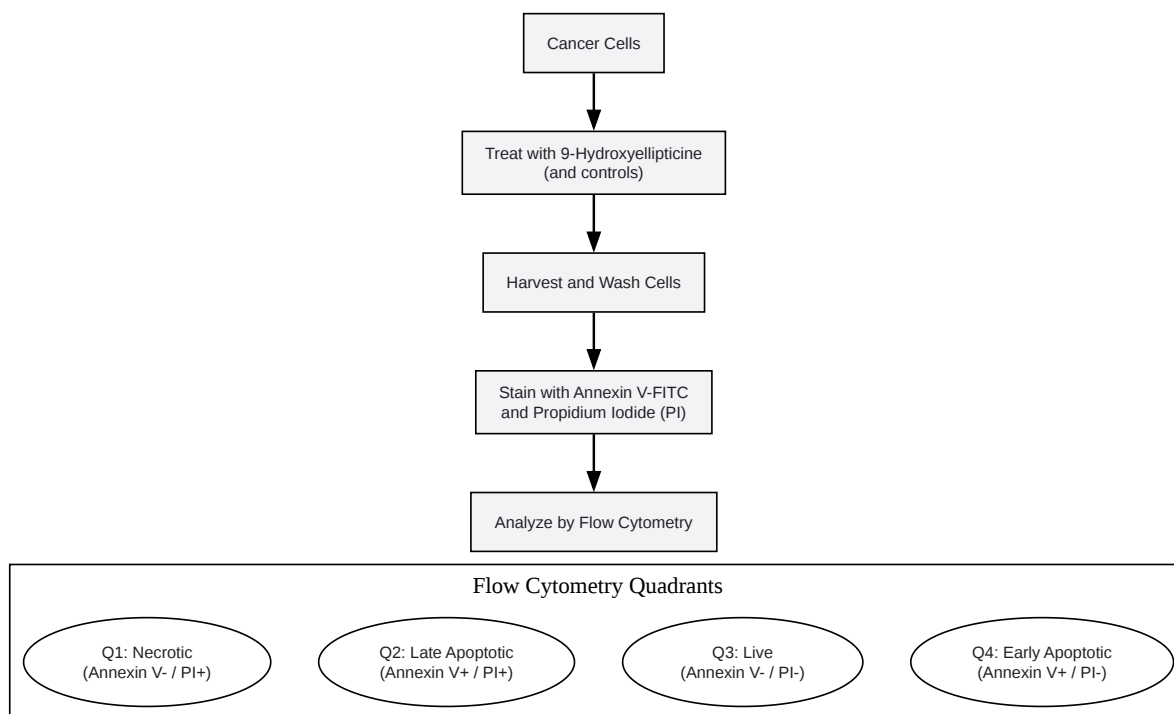 Cancer Cells
Treat with 9-Hydroxyellipticine
(and controls)
Harvest and Wash Cells
Stain with Annexin V-FITC
and Propidium Iodide (PI)
Analyze by Flow Cytometry
Flow Cytometry Quadrants
Q1: Necrotic
(Annexin V- / PI+)
Q2: Late Apoptotic
(Annexin V+ / PI+)
Q3: Live
(Annexin V- / PI-)
Q4: Early Apoptotic
(Annexin V+ / PI-)